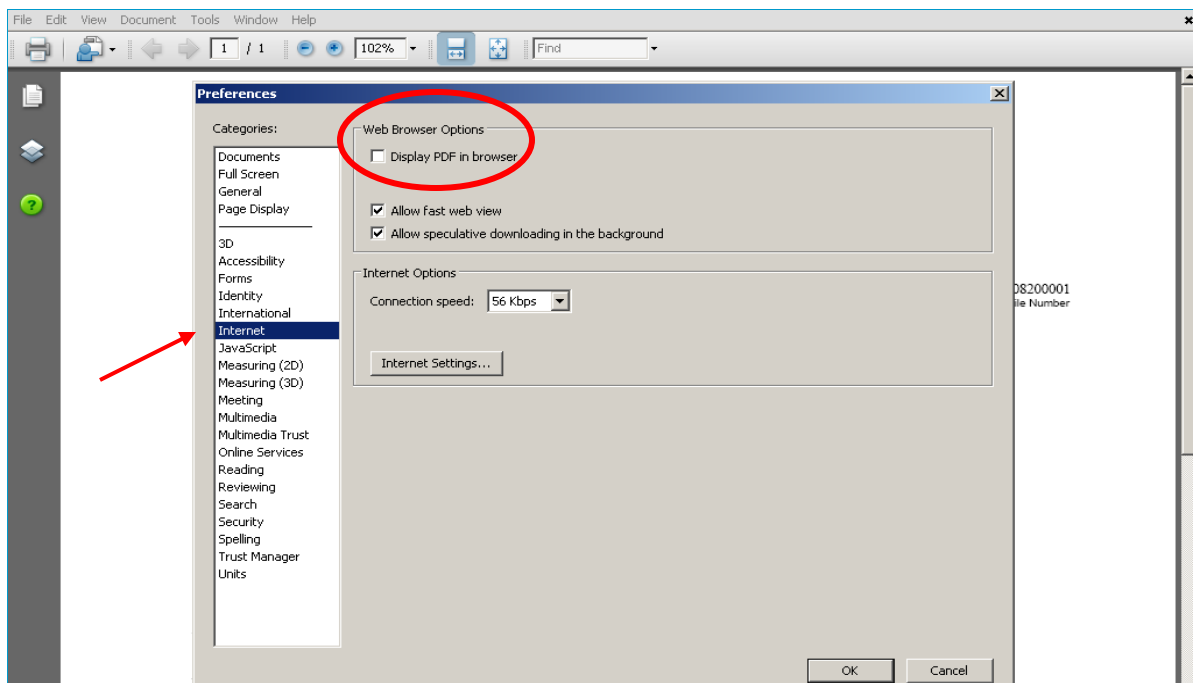 File Edit View Document Tools Window Help
1 / 1 102% Find
Preferences
Categories:
Documents
Full Screen
General
Page Display
3D
Accessibility
Forms
Identity
International
Internet
JavaScript
Measuring (2D)
Measuring (3D)
Meeting
Multimedia
Multimedia Trust
Online Services
Reading
Reviewing
Search
Security
Spelling
Trust Manager
Units
Web Browser Options
Display PDF in browser
Allow fast web view
Allow speculative downloading in the background
Internet Options
Connection speed: 56 Kbps
Internet Settings...
08200001
ile Number
OK Cancel